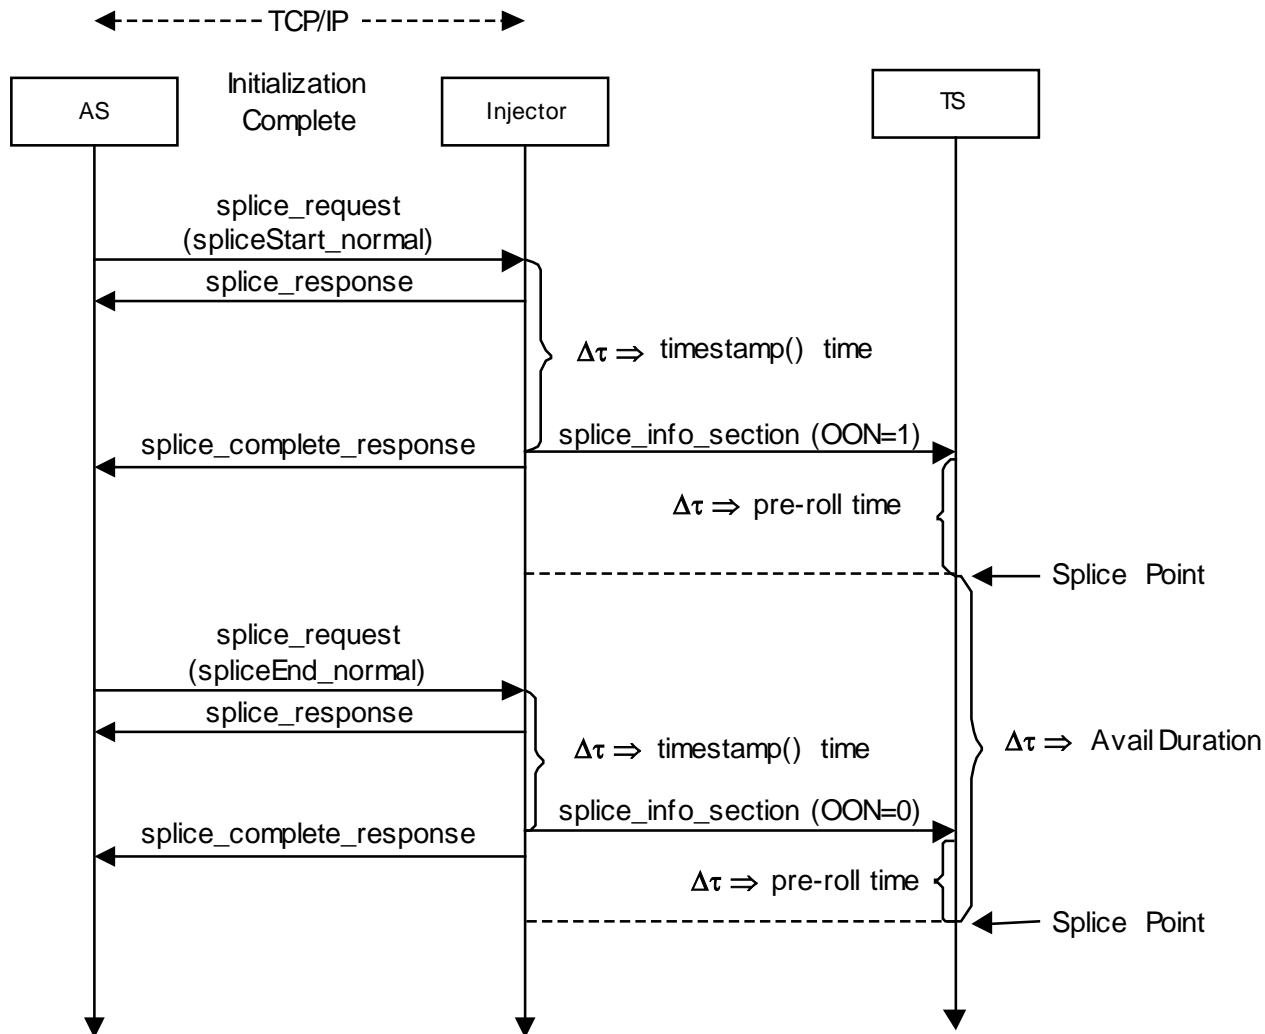 TCP/IP
Initialization
Complete
AS
Injector
TS
splice_request
(spliceStart_normal)
splice_response
Δτ ⇒ timestamp() time
splice_complete_response
splice_info_section (OON=1)
Δτ ⇒ pre-roll time
Splice Point
splice_request
(spliceEnd_normal)
splice_response
Δτ ⇒ timestamp() time
Δτ ⇒ Avail Duration
splice_info_section (OON=0)
splice_complete_response
Δτ ⇒ pre-roll time
Splice Point